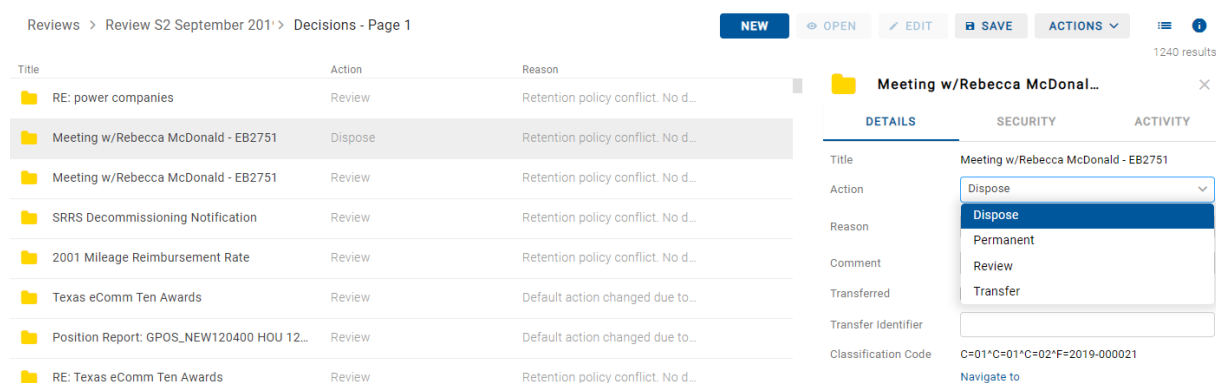 Reviews > Review S2 September 201 > Decisions - Page 1
NEW OPEN EDIT SAVE ACTIONS
1240 results
Title Action Reason
RE: power companies Review Retention policy conflict. No d...
Meeting w/Rebecca McDonald - EB2751 Dispose Retention policy conflict. No d...
Meeting w/Rebecca McDonald - EB2751 Review Retention policy conflict. No d...
SRRS Decommissioning Notification Review Retention policy conflict. No d...
2001 Mileage Reimbursement Rate Review Retention policy conflict. No d...
Texas eComm Ten Awards Review Default action changed due to...
Position Report: GPOS_NEW120400 HOU 12... Review Default action changed due to...
RE: Texas eComm Ten Awards Review Retention policy conflict. No d...
Meeting w/Rebecca McDonal...
DETAILS SECURITY ACTIVITY
Title Meeting w/Rebecca McDonald - EB2751
Action Dispose
Dispose
Reason
Permanent
Comment Review
Transferred Transfer
Transfer Identifier
Classification Code C=01^C=01^C=02^F=2019-000021
Navigate to